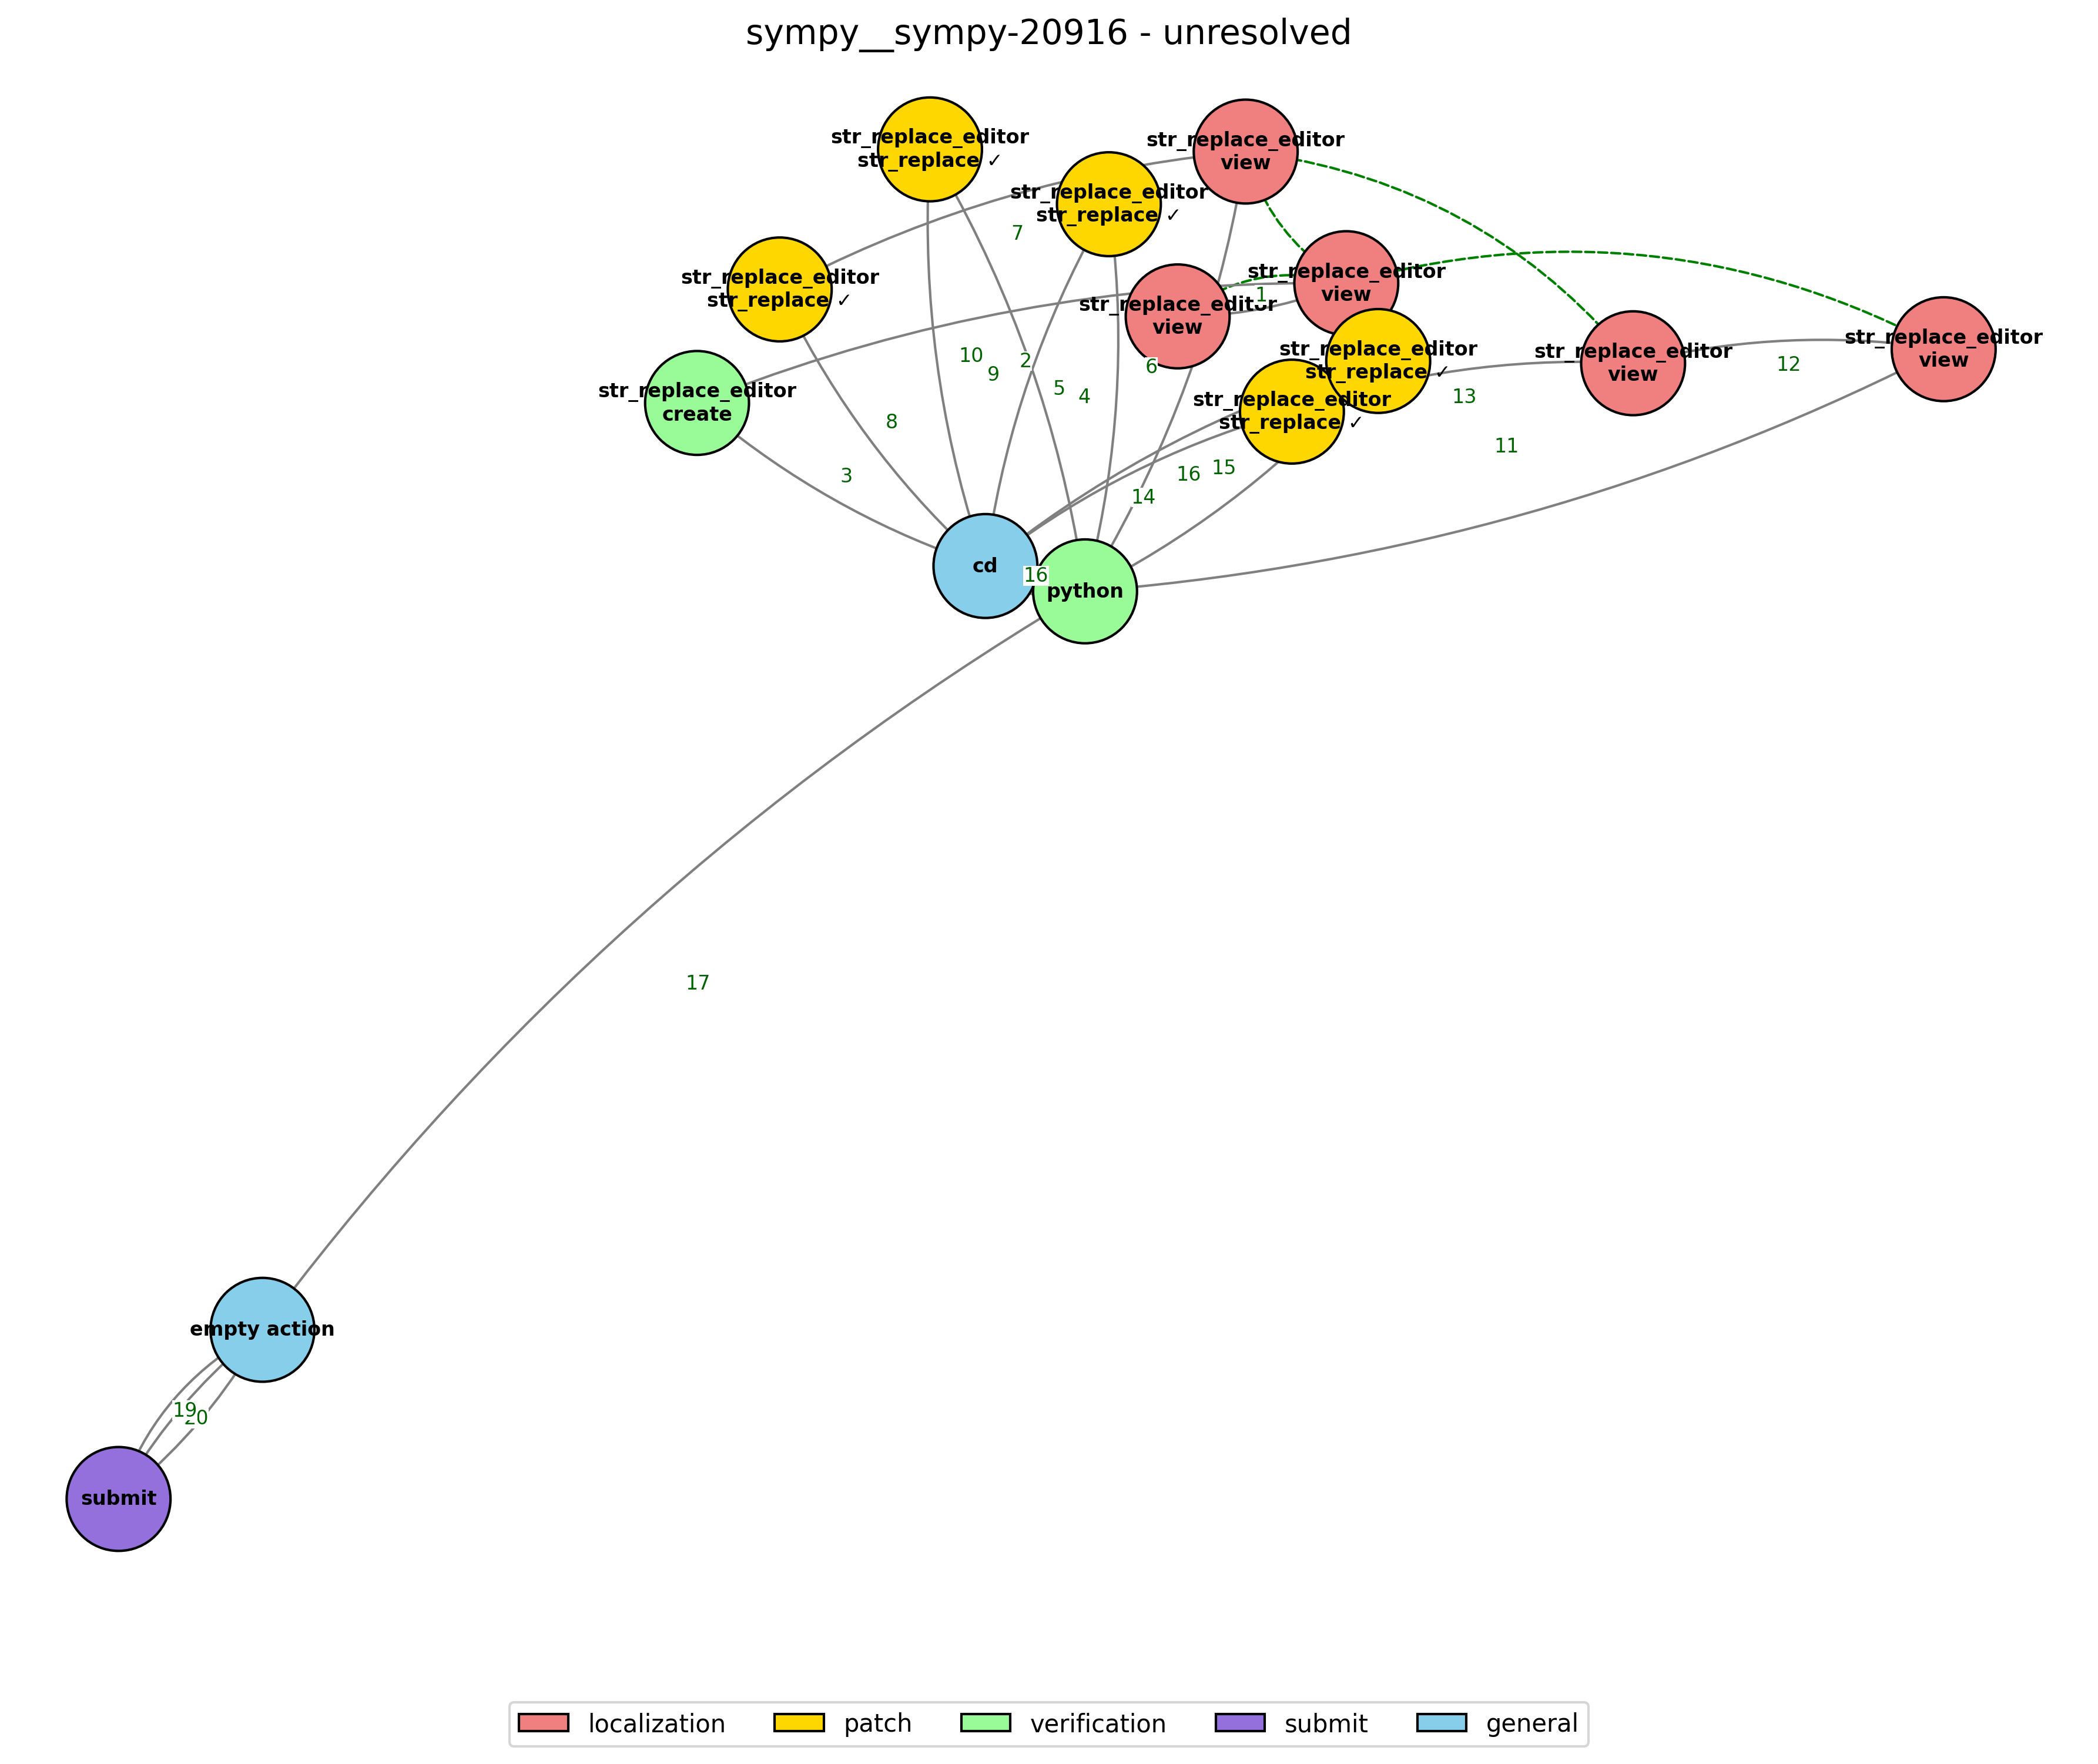 sympy__sympy-20916 - unresolved
str_replace_editor
str_replace ✓
str_replace_editor
view
str_replace_editor
str_replace ✓
7
str_replace_editor
str_replace ✓
str_replace_editor
view
1
str_replace_editor
view
str_replace_editor
view
str_replace_editor
view
str_replace_editor
str_replace ✓
10
9
2
6
12
str_replace_editor
create
5
4
13
str_replace_editor
str_replace ✓
8
11
3
16
15
14
cd
16
python
17
empty action
19
20
submit
localization
patch
verification
submit
general